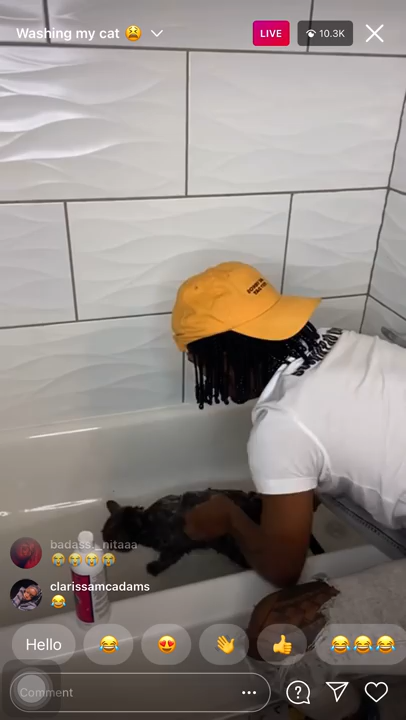 Washing my cat 😫
LIVE
10.3K
badass_nitaaa
😭😭😭😭
clarissamcadams
😂
Hello
😂
😍
👋
👍
😂😂😂
Comment